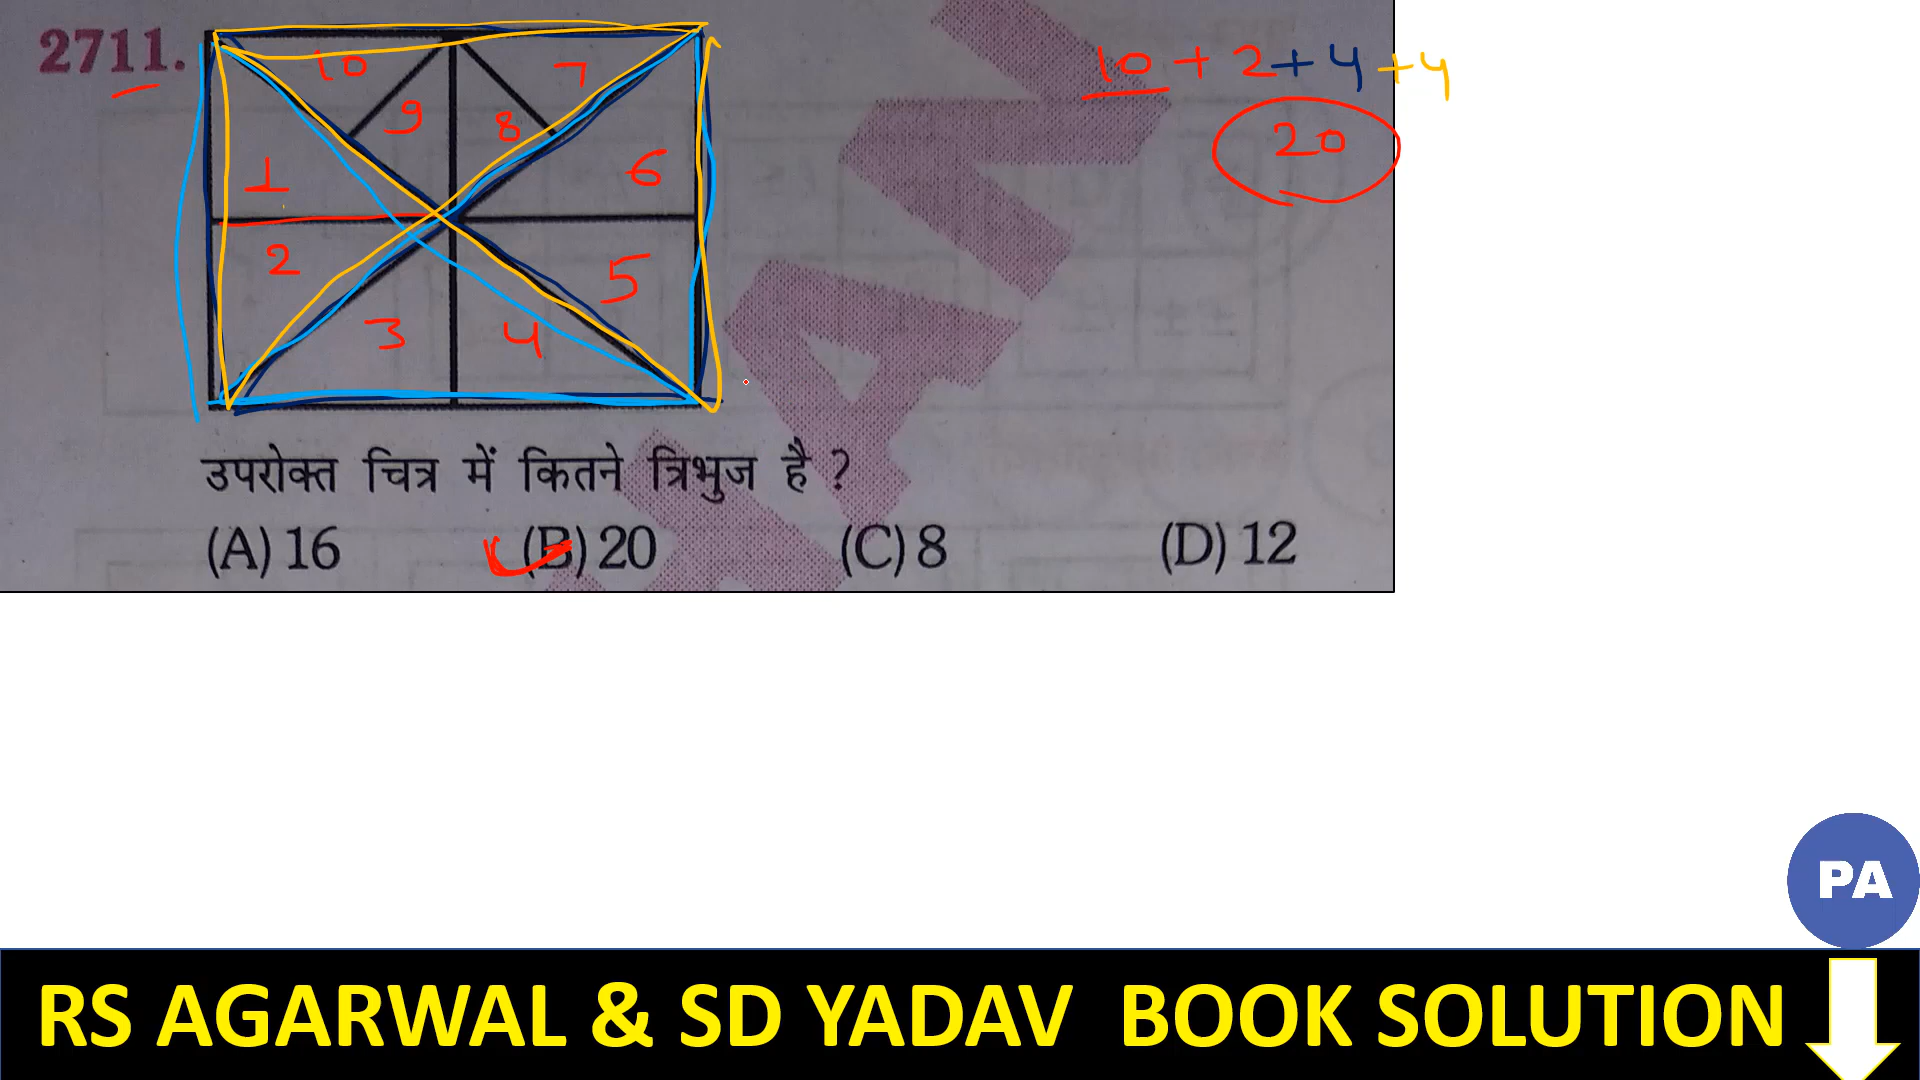 2711.
10 7
10 + 2 + 4 + 4
9 8
20
1 6
2 5
3 4
उपरोक्त चित्र में कितने त्रिभुज है ?
(A) 16 (B) 20 (C) 8 (D) 12
PA
RS AGARWAL & SD YADAV BOOK SOLUTION